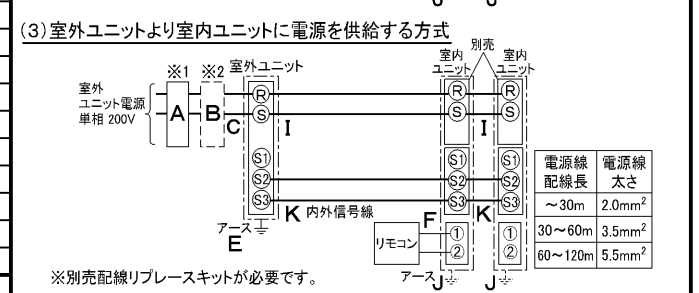 (3)室外ユニットより室内ユニットに電源を供給する方式
※1 ※2 室外ユニット
室内
ユニット
別売
室内
ユニット
室外
ユニット電源
単相 200V
A B C
R
S
S1
S2
S3
I
R
S
S1
S2
S3
I
R
S
S1
S2
S3
K 内外信号線
F
K
アース
E
リモコン
①
②
①
②
アース
J
J
電源線
配線長
電源線
太さ
～30m 2.0mm²
30～60m 3.5mm²
60～120m 5.5mm²
※別売配線リプレースキットが必要です。